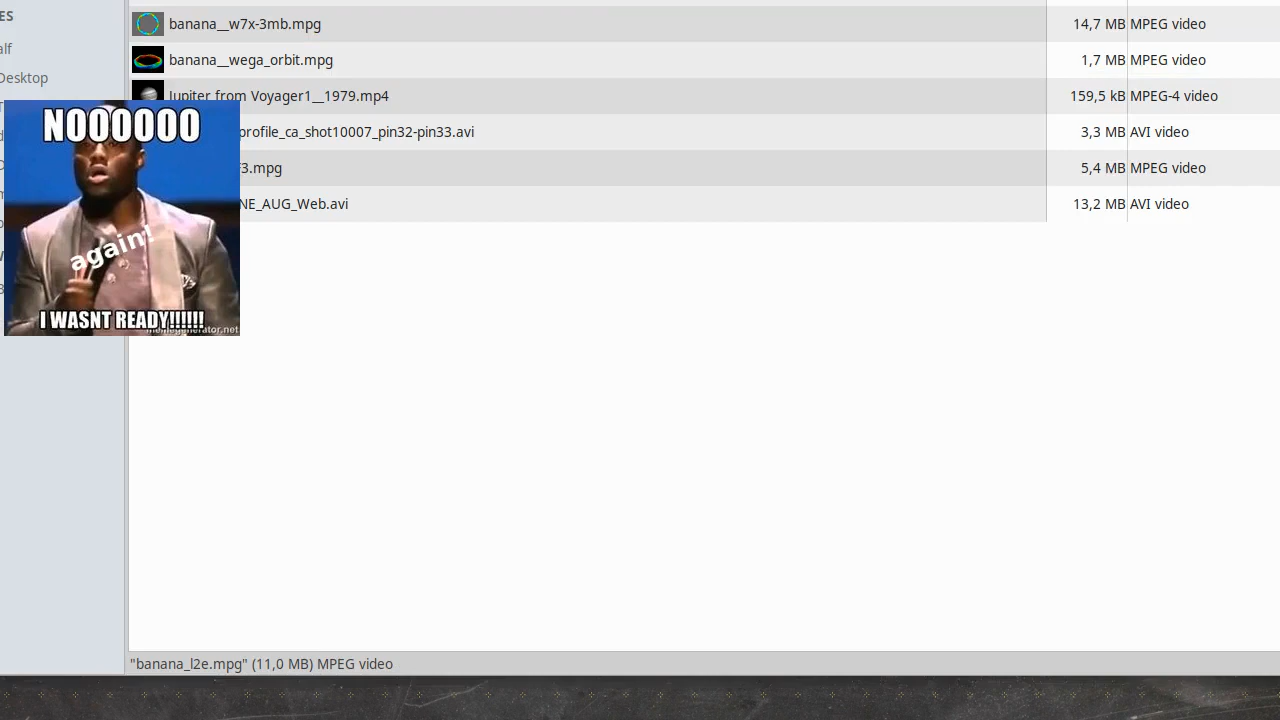 ES
alf
Desktop
banana__w7x-3mb.mpg 14,7 MB MPEG video
banana__wega_orbit.mpg 1,7 MB MPEG video
Jupiter from Voyager1__1979.mp4 159,5 kB MPEG-4 video
profile_ca_shot10007_pin32-pin33.avi 3,3 MB AVI video
3.mpg 5,4 MB MPEG video
NE_AUG_Web.avi 13,2 MB AVI video
NOOOOOO
again!
I WASNT READY!!!!!!
memegenerator.net
"banana_l2e.mpg" (11,0 MB) MPEG video